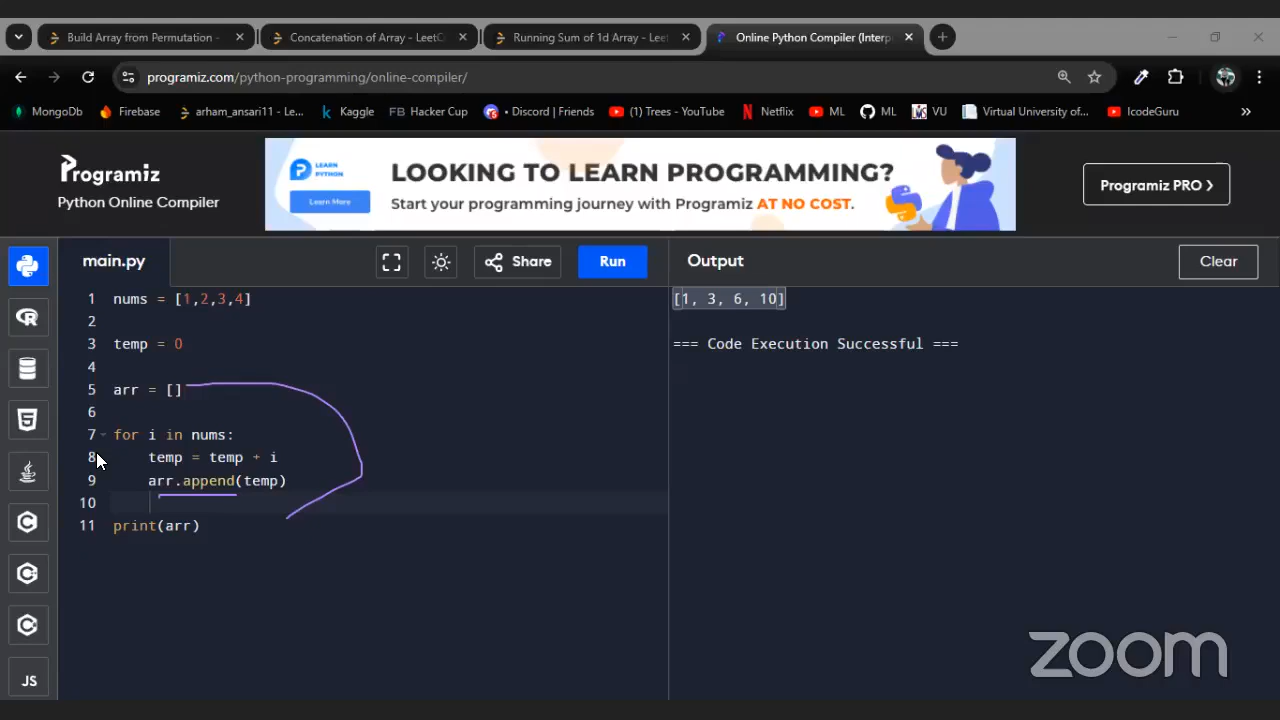 Build Array from Permutation -
Concatenation of Array - LeetC
Running Sum of 1d Array - Leet
Online Python Compiler (Interp
programiz.com/python-programming/online-compiler/
MongoDb
Firebase
arham_ansari11 - Le...
Kaggle
FB Hacker Cup
• Discord | Friends
(1) Trees - YouTube
Netflix
ML
ML
VU
Virtual University of...
IcodeGuru
»
Programiz
Python Online Compiler
LEARN PYTHON
Learn More
LOOKING TO LEARN PROGRAMMING?
Start your programming journey with Programiz AT NO COST.
Programiz PRO
main.py
Share
Run
Output
Clear
1 nums = [1,2,3,4]
2
3 temp = 0
4
5 arr = []
6
7 for i in nums:
8 temp = temp + i
9 arr.append(temp)
10
11 print(arr)
[1, 3, 6, 10]
=== Code Execution Successful ===
JS
zoom